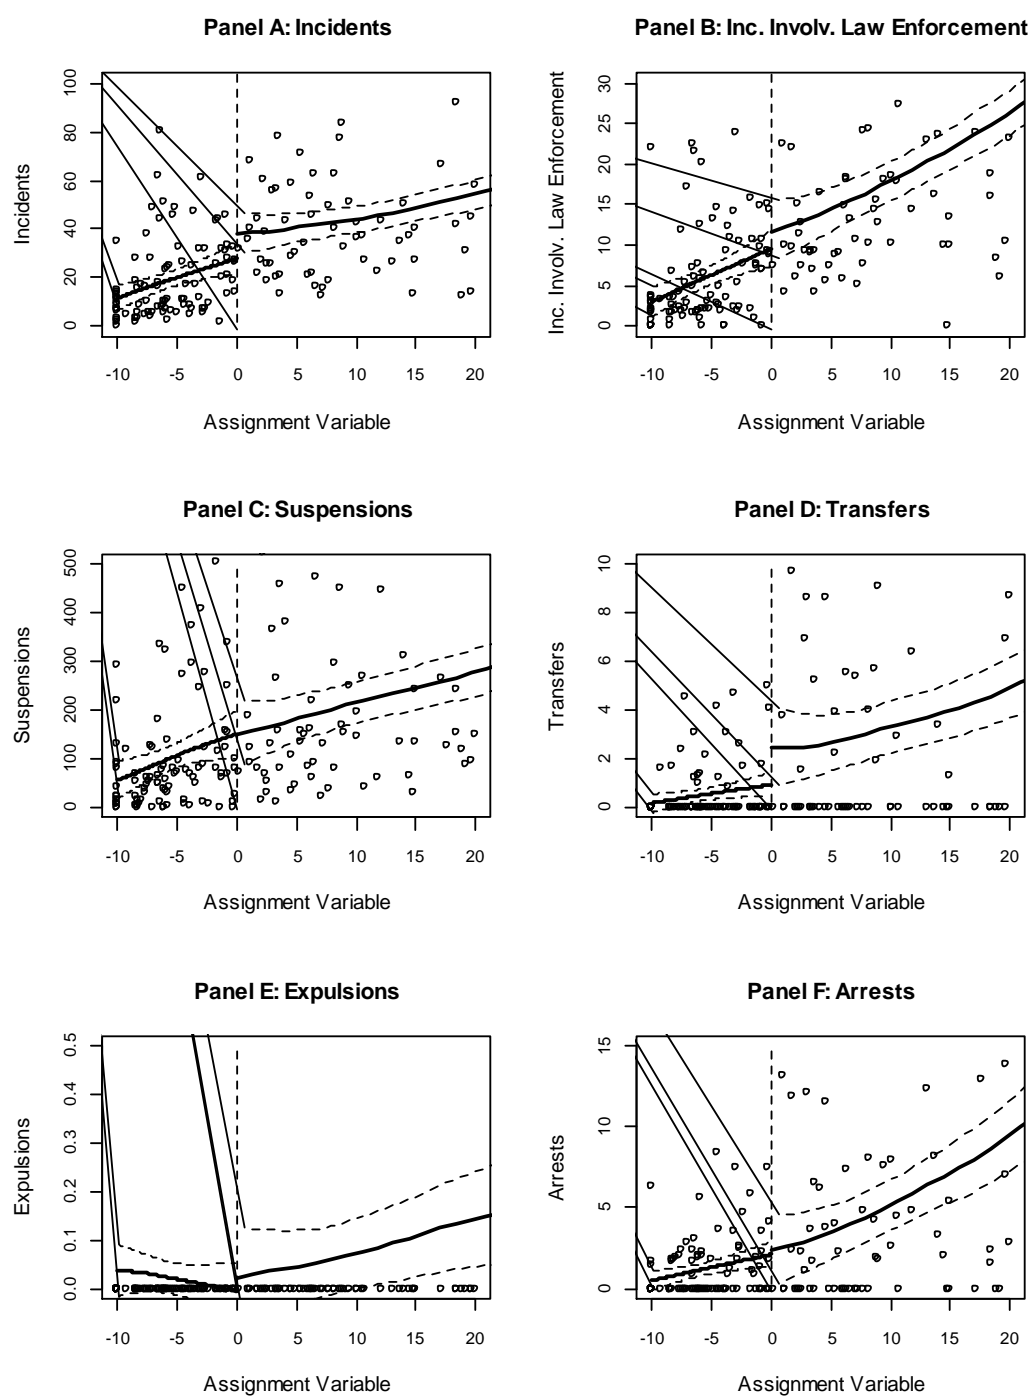 Panel A: Incidents
Incidents
0 20 40 60 80 100
-10 -5 0 5 10 15 20
Assignment Variable
Panel B: Inc. Involv. Law Enforcement
Inc. Involv. Law Enforcement
0 5 10 15 20 25 30
-10 -5 0 5 10 15 20
Assignment Variable
Panel C: Suspensions
Suspensions
0 100 200 300 400 500
-10 -5 0 5 10 15 20
Assignment Variable
Panel D: Transfers
Transfers
0 2 4 6 8 10
-10 -5 0 5 10 15 20
Assignment Variable
Panel E: Expulsions
Expulsions
0.0 0.1 0.2 0.3 0.4 0.5
-10 -5 0 5 10 15 20
Assignment Variable
Panel F: Arrests
Arrests
0 5 10 15
-10 -5 0 5 10 15 20
Assignment Variable